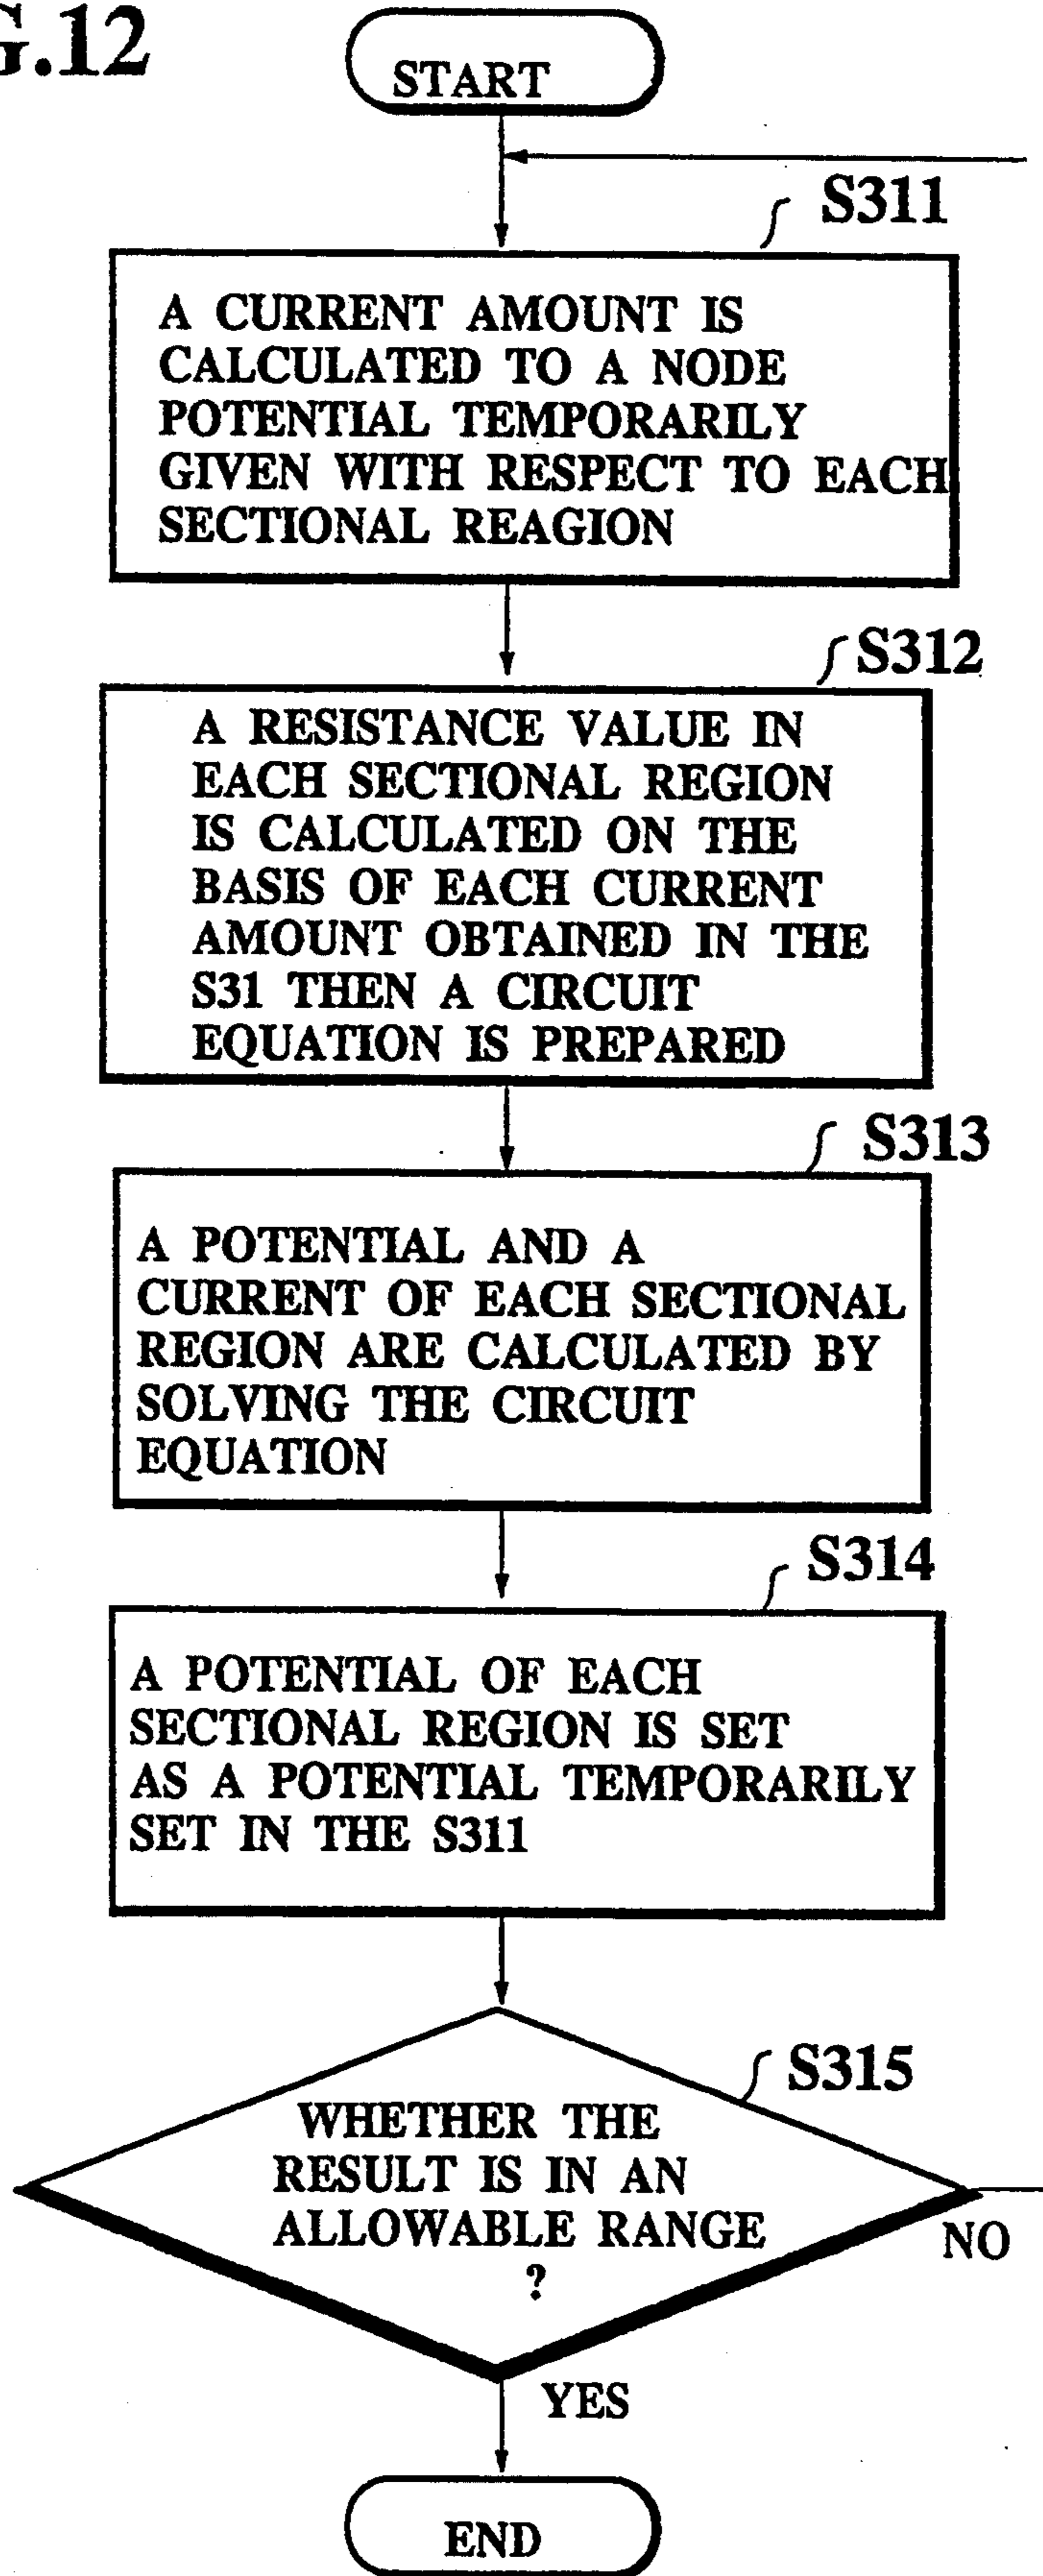 G.12
START
S311
A CURRENT AMOUNT IS
CALCULATED TO A NODE
POTENTIAL TEMPORARILY
GIVEN WITH RESPECT TO EACH
SECTIONAL REAGION
S312
A RESISTANCE VALUE IN
EACH SECTIONAL REGION
IS CALCULATED ON THE
BASIS OF EACH CURRENT
AMOUNT OBTAINED IN THE
S31 THEN A CIRCUIT
EQUATION IS PREPARED
S313
A POTENTIAL AND A
CURRENT OF EACH SECTIONAL
REGION ARE CALCULATED BY
SOLVING THE CIRCUIT
EQUATION
S314
A POTENTIAL OF EACH
SECTIONAL REGION IS SET
AS A POTENTIAL TEMPORARILY
SET IN THE S311
S315
WHETHER THE
RESULT IS IN AN
ALLOWABLE RANGE
?
NO
YES
END